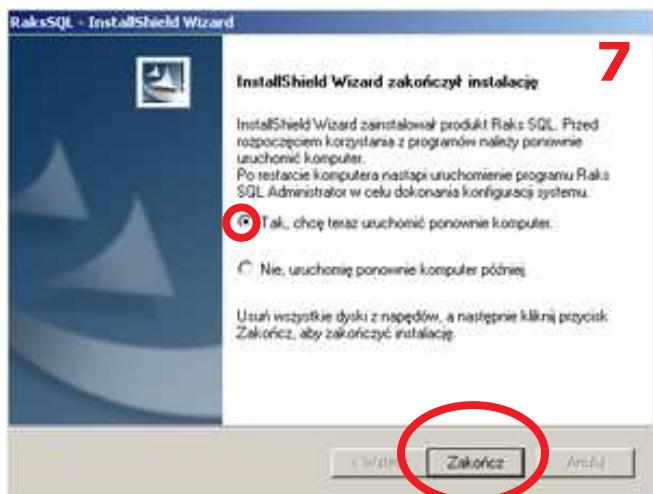 RaksSQL - InstallShield Wizard
7
InstallShield Wizard zakończył instalację
InstallShield Wizard zainstalował produkt Raks SQL. Przed
rozpoczęciem korzystania z programów należy ponownie
uruchomić komputer.
Po restarcie komputera nastąpi uruchomienie programu Raks
SQL Administrator w celu dokonania konfiguracji systemu.
Tak, chcę teraz uruchomić ponownie komputer.
Nie, uruchomię ponownie komputer później.
Usuń wszystkie dyski z napędów, a następnie kliknij przycisk
Zakończ, aby zakończyć instalację.
< Wstecz Zakończ Anuluj